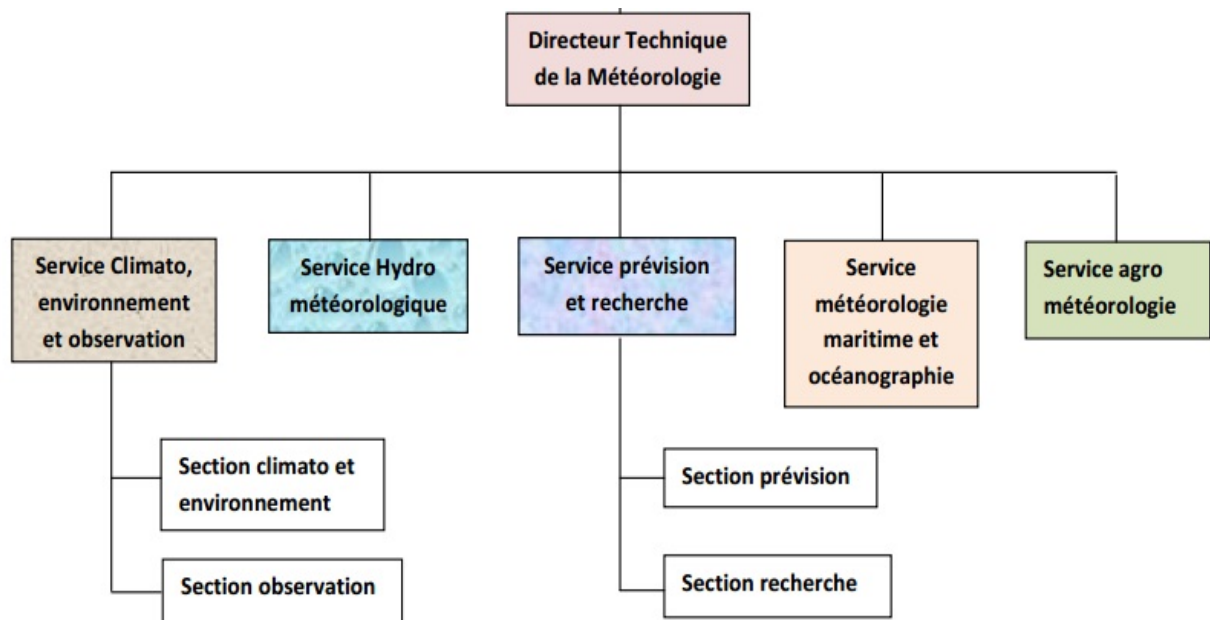 Directeur Technique
de la Météorologie
Service Climato,
environnement
et observation
Service Hydro
météorologique
Service prévision
et recherche
Service
météorologie
maritime et
océanographie
Service agro
météorologie
Section climato et
environnement
Section observation
Section prévision
Section recherche